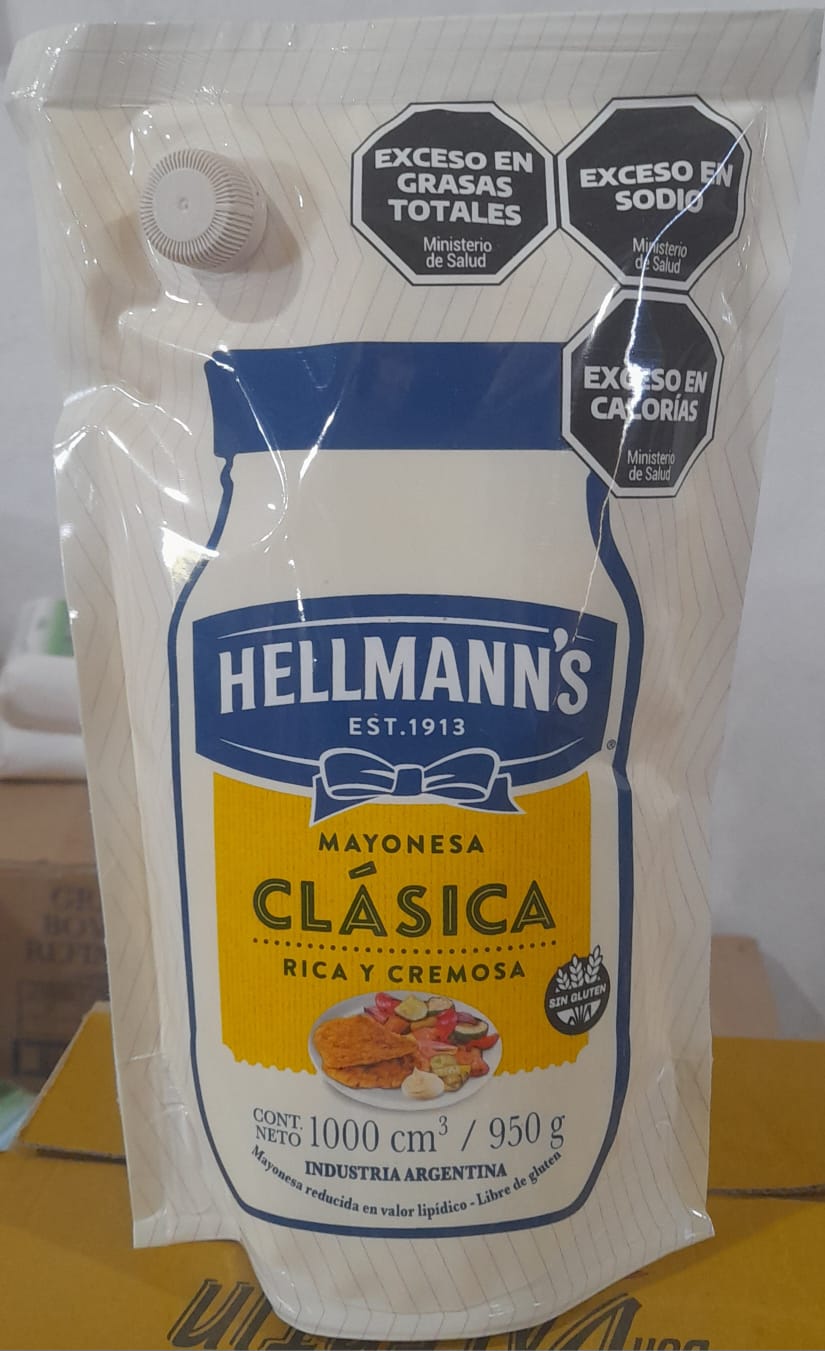 EXCESO EN
GRASAS
TOTALES
Ministerio
de Salud
EXCESO EN
SODIO
Ministerio
de Salud
EXCESO EN
CALORÍAS
Ministerio
de Salud
HELLMANN'S
EST.1913
®
MAYONESA
CLÁSICA
RICA Y CREMOSA
SIN GLUTEN
CONT.
NETO 1000 cm³ / 950 g
INDUSTRIA ARGENTINA
Mayonesa reducida en valor lipídico - Libre de gluten